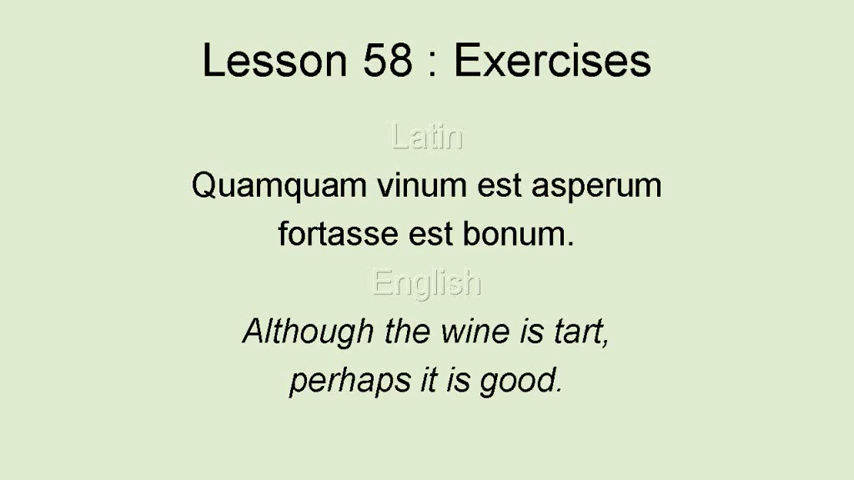 Lesson 58 : Exercises
Latin
Quamquam vinum est asperum
fortasse est bonum.
English
Although the wine is tart,
perhaps it is good.